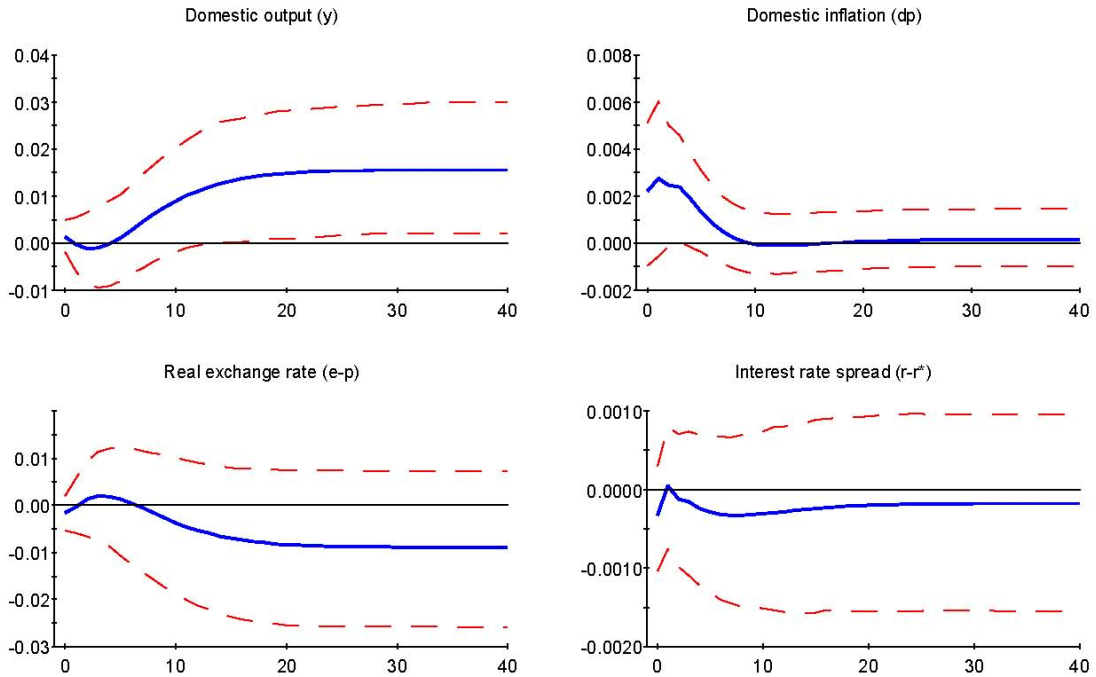 Domestic output (y)
0.04
0.03
0.02
0.01
0.00
-0.01
0 10 20 30 40
Domestic inflation (dp)
0.008
0.006
0.004
0.002
0.000
-0.002
0 10 20 30 40
Real exchange rate (e-p)
0.01
0.00
-0.01
-0.02
-0.03
0 10 20 30 40
Interest rate spread (r-r*)
0.0010
0.0000
-0.0010
-0.0020
0 10 20 30 40